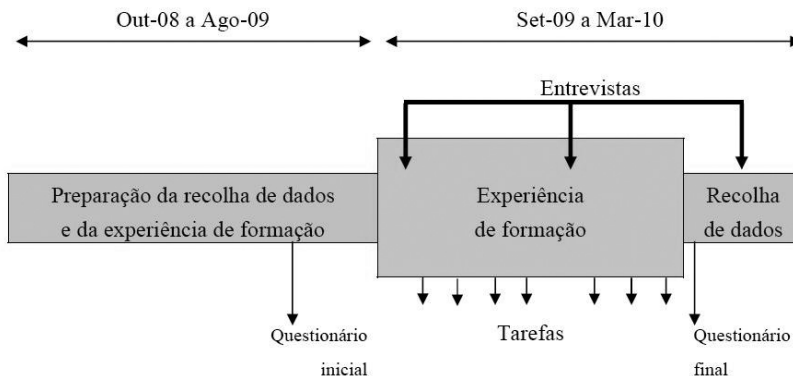 Out-08 a Ago-09
Set-09 a Mar-10
Entrevistas
Preparação da recolha de dados
e da experiência de formação
Experiência
de formação
Recolha
de dados
Questionário
inicial
Tarefas
Questionário
final